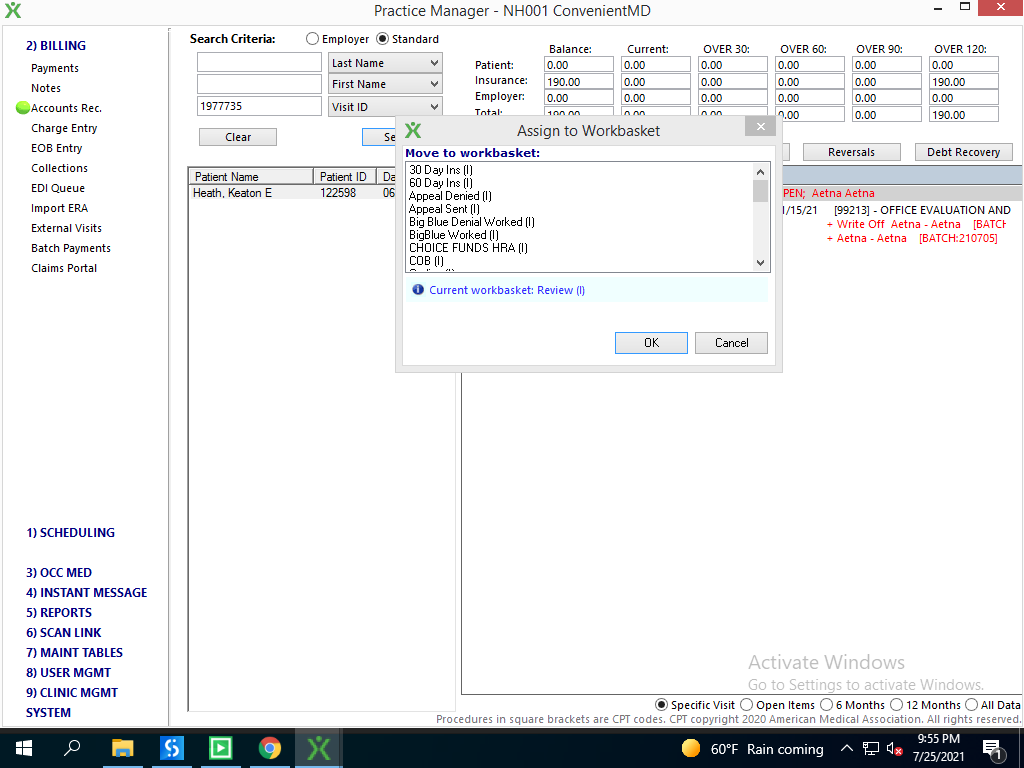 Practice Manager - NH001 ConvenientMD
2) BILLING
Payments
Notes
Accounts Rec.
Charge Entry
EOB Entry
Collections
EDI Queue
Import ERA
External Visits
Batch Payments
Claims Portal
1) SCHEDULING
3) OCC MED
4) INSTANT MESSAGE
5) REPORTS
6) SCAN LINK
7) MAINT TABLES
8) USER MGMT
9) CLINIC MGMT
SYSTEM
Search Criteria: Employer Standard
Last Name
First Name
1977735 Visit ID
Clear Se
Balance: Current: OVER 30: OVER 60: OVER 90: OVER 120:
Patient: 0.00 0.00 0.00 0.00 0.00 0.00
Insurance: 190.00 0.00 0.00 0.00 0.00 190.00
Employer: 0.00 0.00 0.00 0.00 0.00 0.00
Total: 190.00 0.00 0.00 0.00 0.00 190.00
Reversals Debt Recovery
Patient Name Patient ID Da
Heath, Keaton E 122598 06
PEN; Aetna Aetna
1/15/21 [99213] - OFFICE EVALUATION AND
+ Write Off Aetna - Aetna [BATCH
+ Aetna - Aetna [BATCH:210705]
Assign to Workbasket
Move to workbasket:
30 Day Ins (I)
60 Day Ins (I)
Appeal Denied (I)
Appeal Sent (I)
Big Blue Denial Worked (I)
BigBlue Worked (I)
CHOICE FUNDS HRA (I)
COB (I)
Current workbasket: Review (I)
OK Cancel
Activate Windows
Go to Settings to activate Windows.
Specific Visit Open Items 6 Months 12 Months All Data
Procedures in square brackets are CPT codes. CPT copyright 2020 American Medical Association. All rights reserved.
60°F Rain coming
9:55 PM
7/25/2021
1